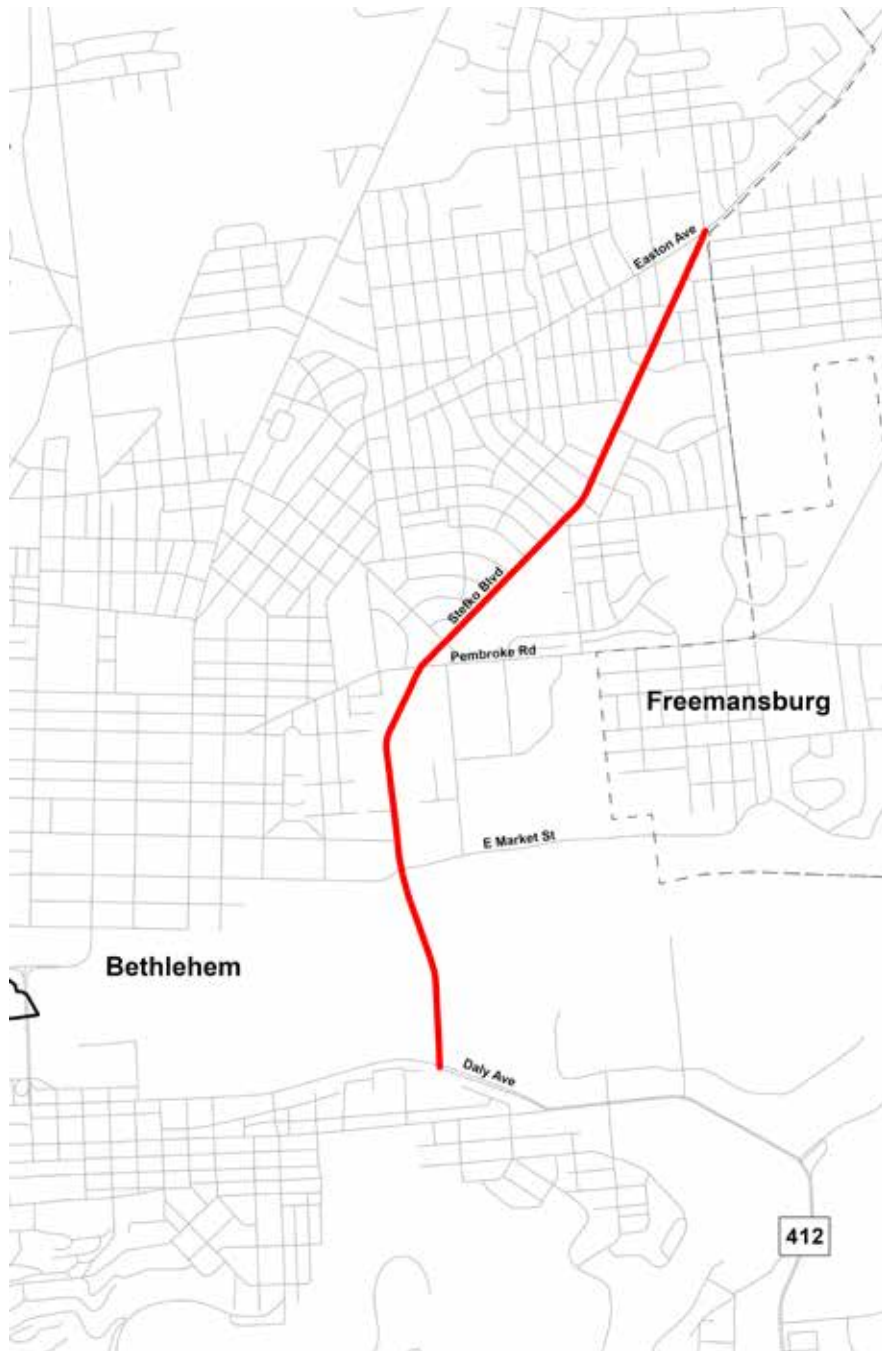 Easton Ave
Stefko Blvd
Pembroke Rd
Freemansburg
E Market St
Bethlehem
Daly Ave
412